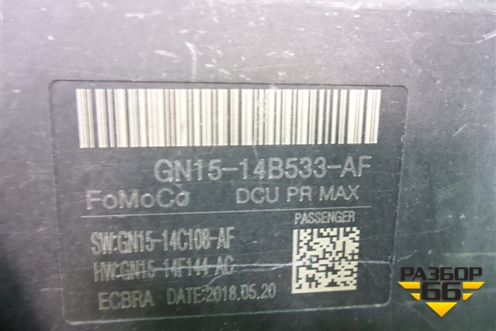 GN15-14B533-AF
FoMoCo DCU PR MAX
PASSENGER
SW:GN15-14C108-AF
HW:GN15-14F144-AC
ECBRA DATE:2018.05.20
РАЗБОР
66